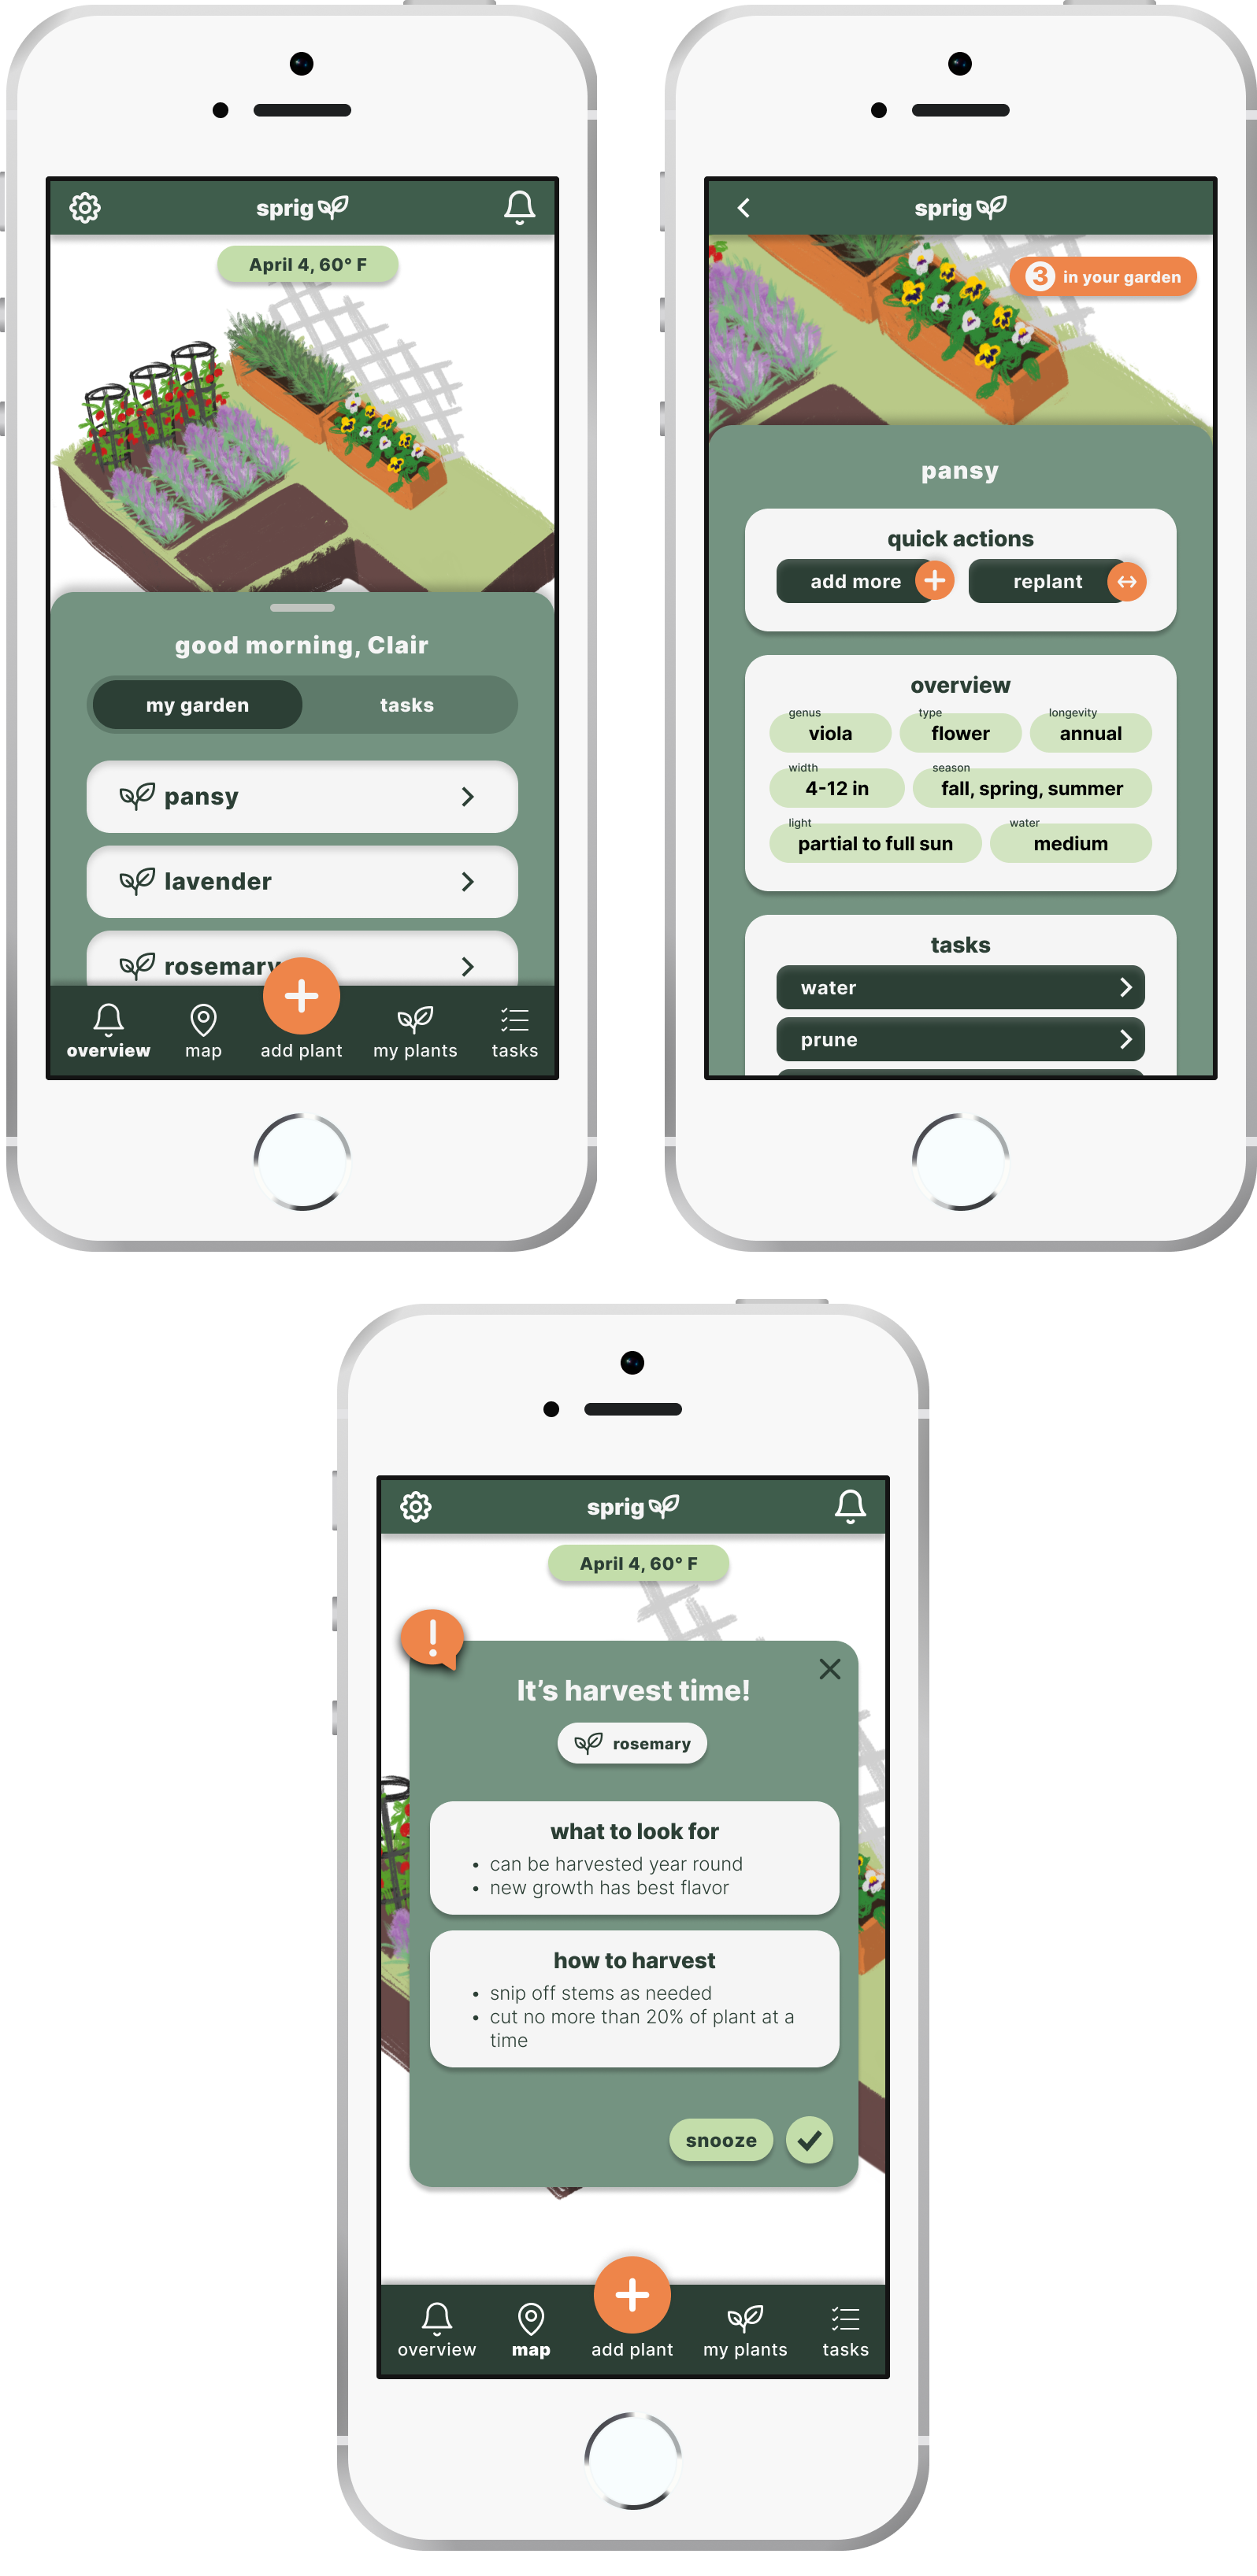 sprig
April 4, 60° F
good morning, Clair
my garden
tasks
pansy
lavender
rosemary
overview
map
add plant
my plants
tasks
sprig
3 in your garden
pansy
quick actions
add more
replant
overview
genus
viola
type
flower
longevity
annual
width
4-12 in
season
fall, spring, summer
light
partial to full sun
water
medium
tasks
water
prune
sprig
April 4, 60° F
!
It's harvest time!
rosemary
what to look for
• can be harvested year round
• new growth has best flavor
how to harvest
• snip off stems as needed
• cut no more than 20% of plant at a
time
snooze
overview
map
add plant
my plants
tasks